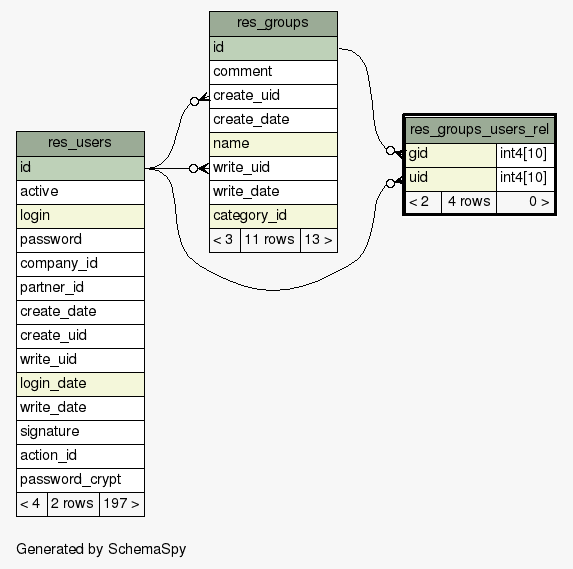 res_groups
id
comment
create_uid
create_date
name
write_uid
write_date
category_id
< 3 11 rows 13 >
res_groups_users_rel
gid int4[10]
uid int4[10]
< 2 4 rows 0 >
res_users
id
active
login
password
company_id
partner_id
create_date
create_uid
write_uid
login_date
write_date
signature
action_id
password_crypt
< 4 2 rows 197 >
Generated by SchemaSpy